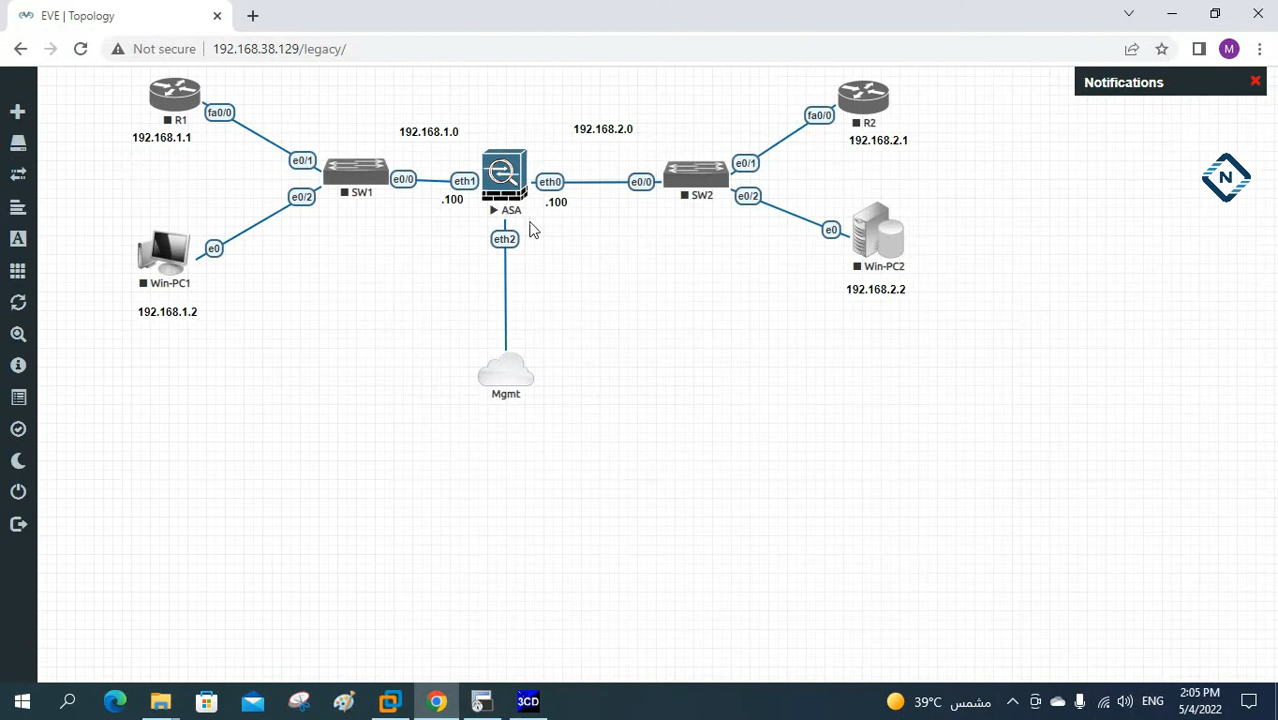 EVE | Topology
Not secure
192.168.38.129/legacy/
M
Notifications
R1
fa0/0
192.168.1.1
e0/1
SW1
e0/0
e0/2
e0
Win-PC1
192.168.1.2
192.168.1.0
eth1
.100
ASA
eth0
.100
eth2
Mgmt
192.168.2.0
e0/0
SW2
e0/1
e0/2
fa0/0
R2
192.168.2.1
e0
Win-PC2
192.168.2.2
N
A
3CD
39°C مشمس
ENG
2:05 PM
5/4/2022